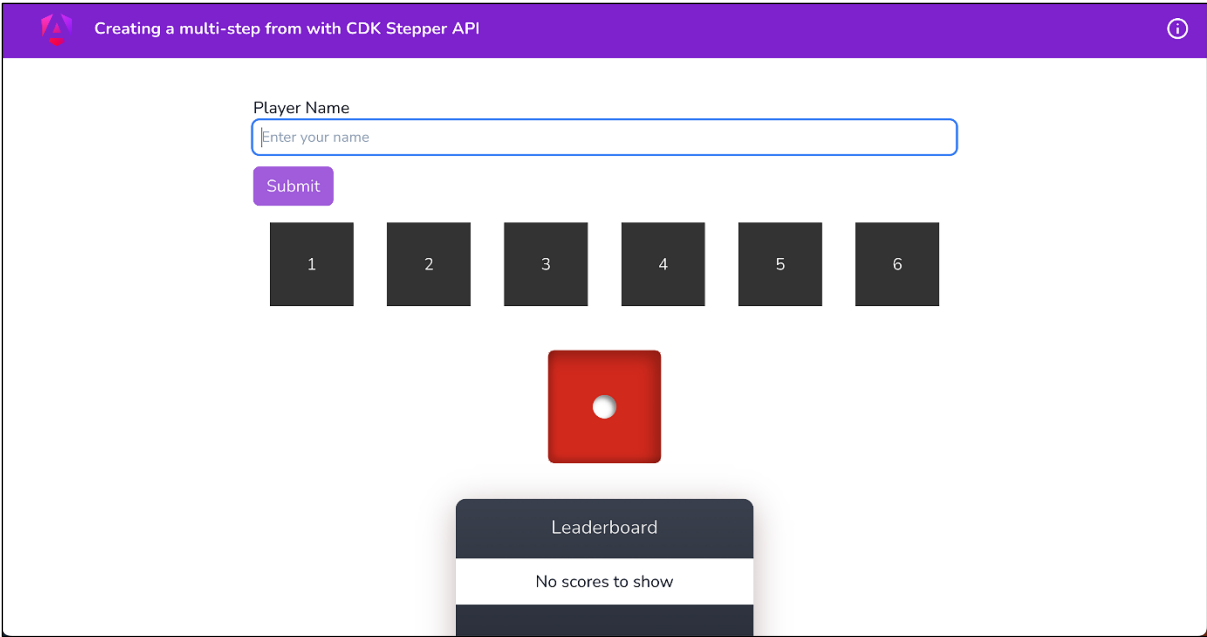 Creating a multi-step from with CDK Stepper API
Player Name
Enter your name
Submit
1 2 3 4 5 6
Leaderboard
No scores to show